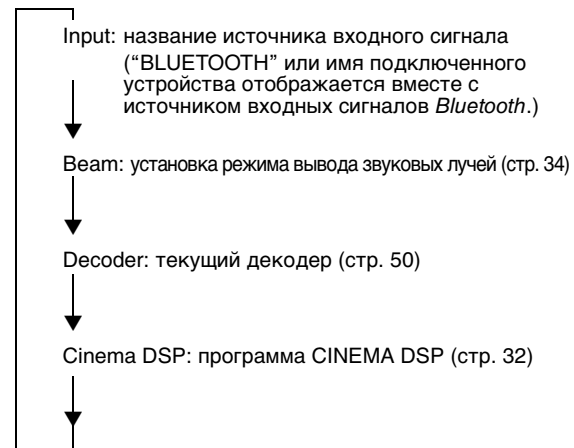 Input: название источника входного сигнала
(“BLUETOOTH” или имя подключенного
устройства отображается вместе с
источником входных сигналов Bluetooth.)
Beam: установка режима вывода звуковых лучей (стр. 34)
Decoder: текущий декодер (стр. 50)
Cinema DSP: программа CINEMA DSP (стр. 32)